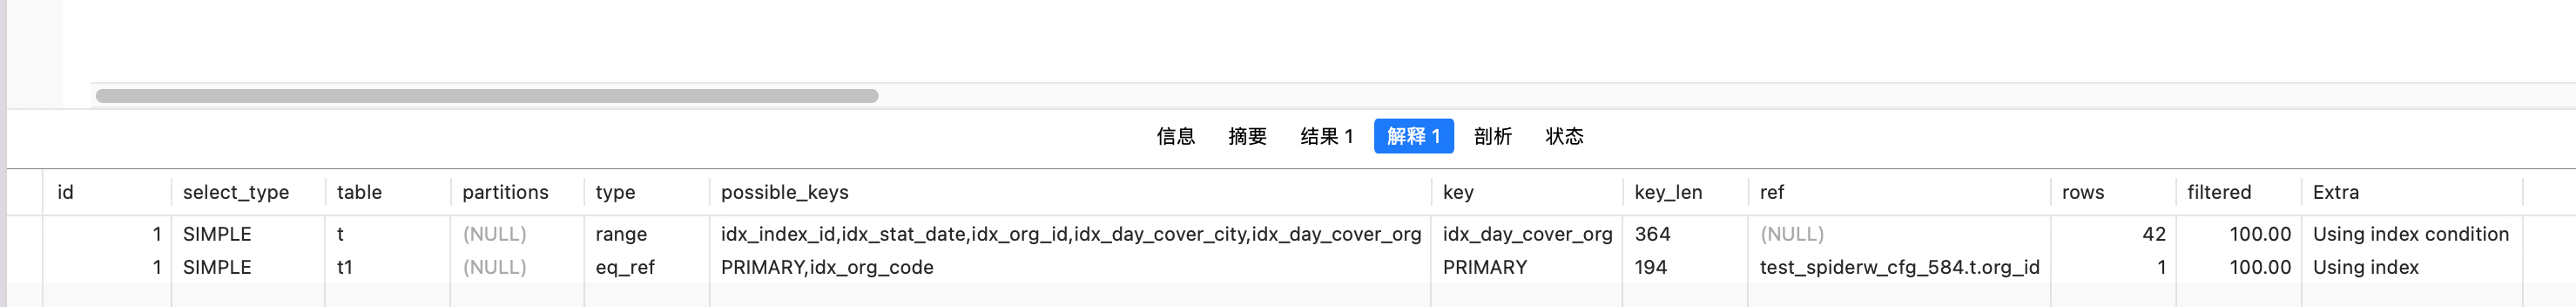 信息 摘要 结果 1 解释 1 剖析 状态
id select_type table partitions type possible_keys key key_len ref rows filtered Extra
1 SIMPLE t (NULL) range idx_index_id,idx_stat_date,idx_org_id,idx_day_cover_city,idx_day_cover_org idx_day_cover_org 364 (NULL) 42 100.00 Using index condition
1 SIMPLE t1 (NULL) eq_ref PRIMARY,idx_org_code PRIMARY 194 test_spiderw_cfg_584.t.org_id 1 100.00 Using index